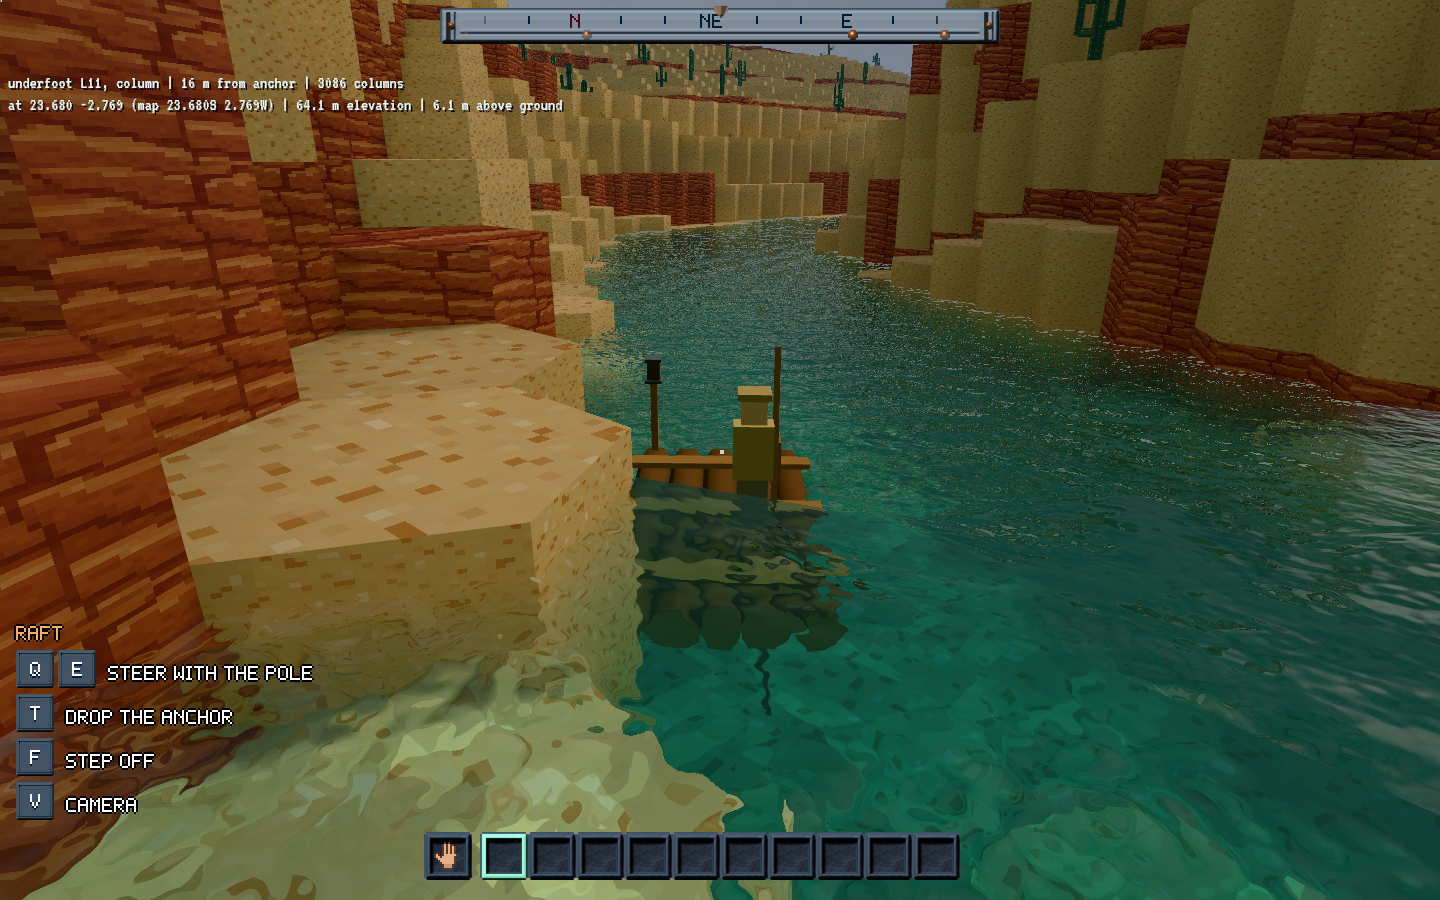 N NE E
underfoot L11, column | 16 m from anchor | 3086 columns
at 23.680 -2.769 (map 23.680S 2.769W) | 64.1 m elevation | 6.1 m above ground
RAFT
Q E STEER WITH THE POLE
T DROP THE ANCHOR
F STEP OFF
V CAMERA